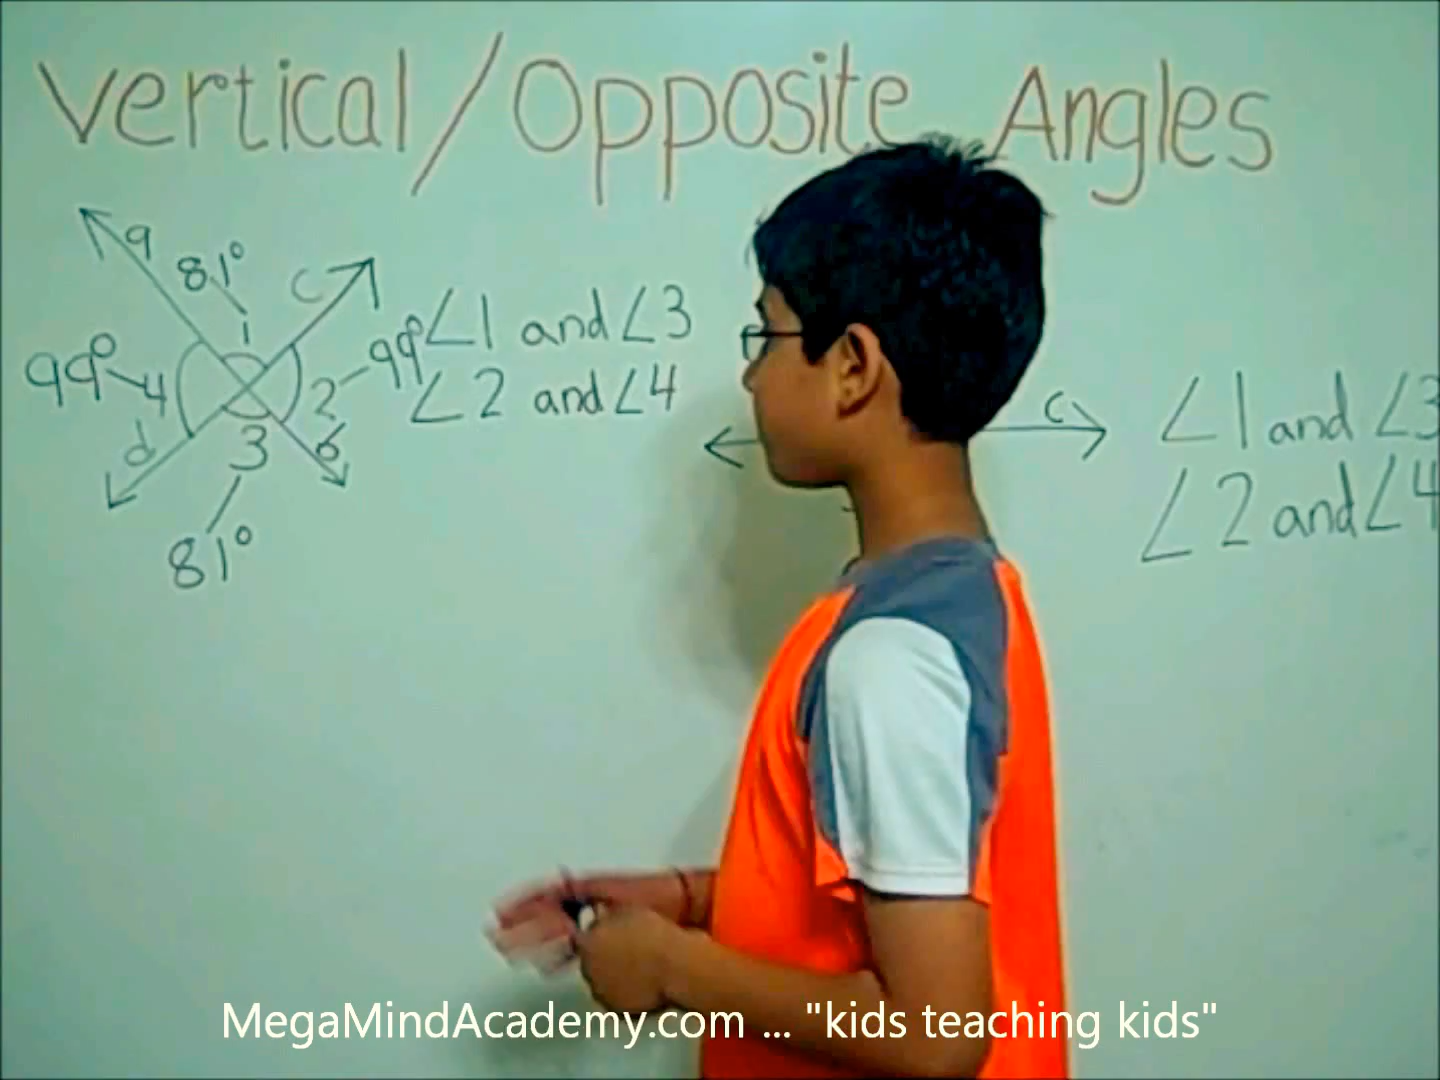 Vertical/Opposite Angles
a
81°
c
1
99°
4
2
99°
d
3
b
81°
∠1 and ∠3
∠2 and ∠4
c
∠1 and ∠3
∠2 and ∠4
MegaMindAcademy.com ... "kids teaching kids"